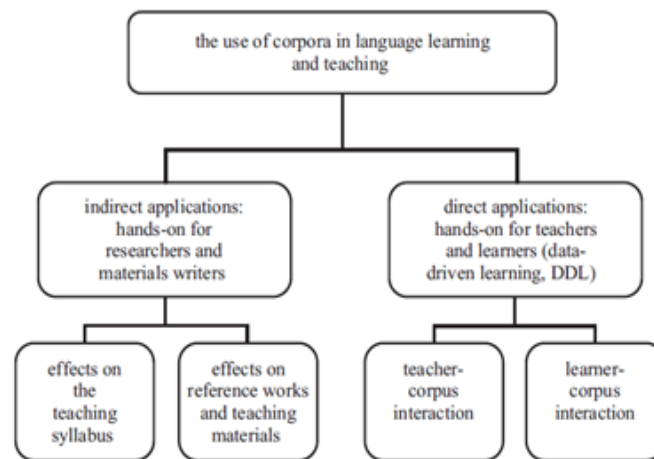 the use of corpora in language learning
and teaching
indirect applications:
hands-on for
researchers and
materials writers
direct applications:
hands-on for teachers
and learners (data-
driven learning, DDL)
effects on
the
teaching
syllabus
effects on
reference works
and teaching
materials
teacher-
corpus
interaction
learner-
corpus
interaction